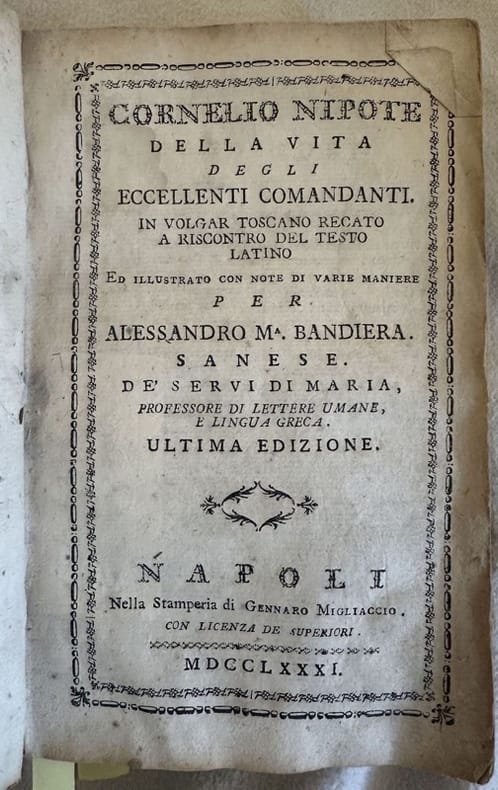 CORNELIO NIPOTE
DELLA VITA
DEGLI
ECCELLENTI COMANDANTI.
IN VOLGAR TOSCANO RECATO
A RISCONTRO DEL TESTO
LATINO
ED ILLUSTRATO CON NOTE DI VARIE MANIERE
PER
ALESSANDRO Mᴬ. BANDIERA.
SANESE.
DE' SERVI DI MARIA,
PROFESSORE DI LETTERE UMANE,
E LINGUA GRECA.
ULTIMA EDIZIONE.
NAPOLI
Nella Stamperia di GENNARO MIGLIACCIO.
CON LICENZA DE SUPERIORI.
MDCCLXXXI.